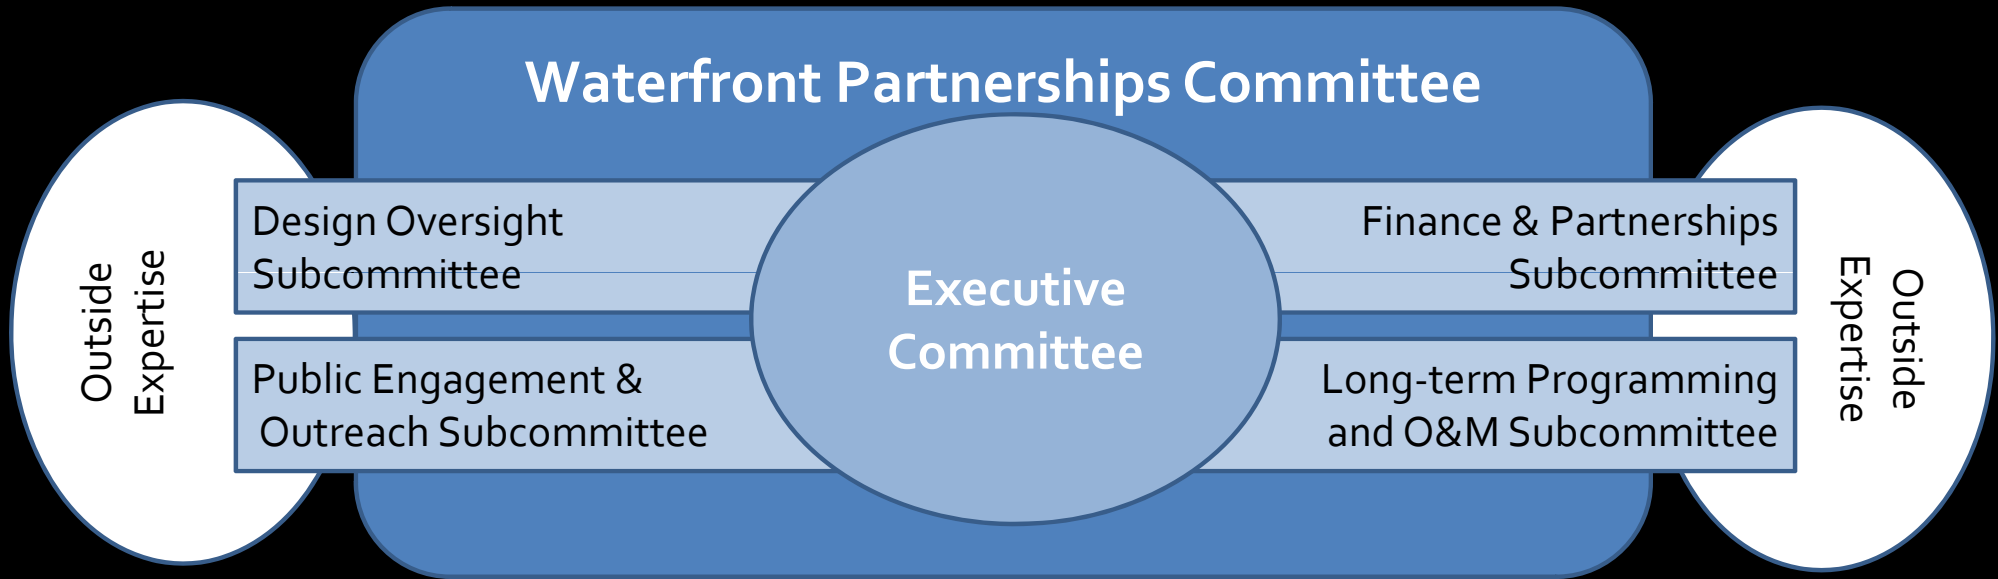 Waterfront Partnerships Committee
Outside
Expertise
Design Oversight
Subcommittee
Public Engagement &
Outreach Subcommittee
Executive
Committee
Finance & Partnerships
Subcommittee
Long-term Programming
and O&M Subcommittee
Outside
Expertise